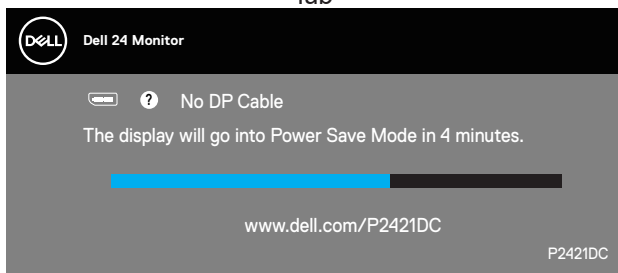 DELL
Dell 24 Monitor
? No DP Cable
The display will go into Power Save Mode in 4 minutes.
www.dell.com/P2421DC
P2421DC